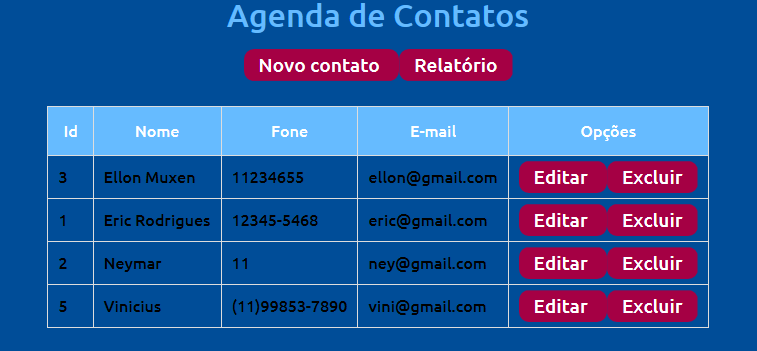 Agenda de Contatos
Novo contato Relatório
Id Nome Fone E-mail Opções
3 Ellon Muxen 11234655 ellon@gmail.com Editar Excluir
1 Eric Rodrigues 12345-5468 eric@gmail.com Editar Excluir
2 Neymar 11 ney@gmail.com Editar Excluir
5 Vinicius (11)99853-7890 vini@gmail.com Editar Excluir